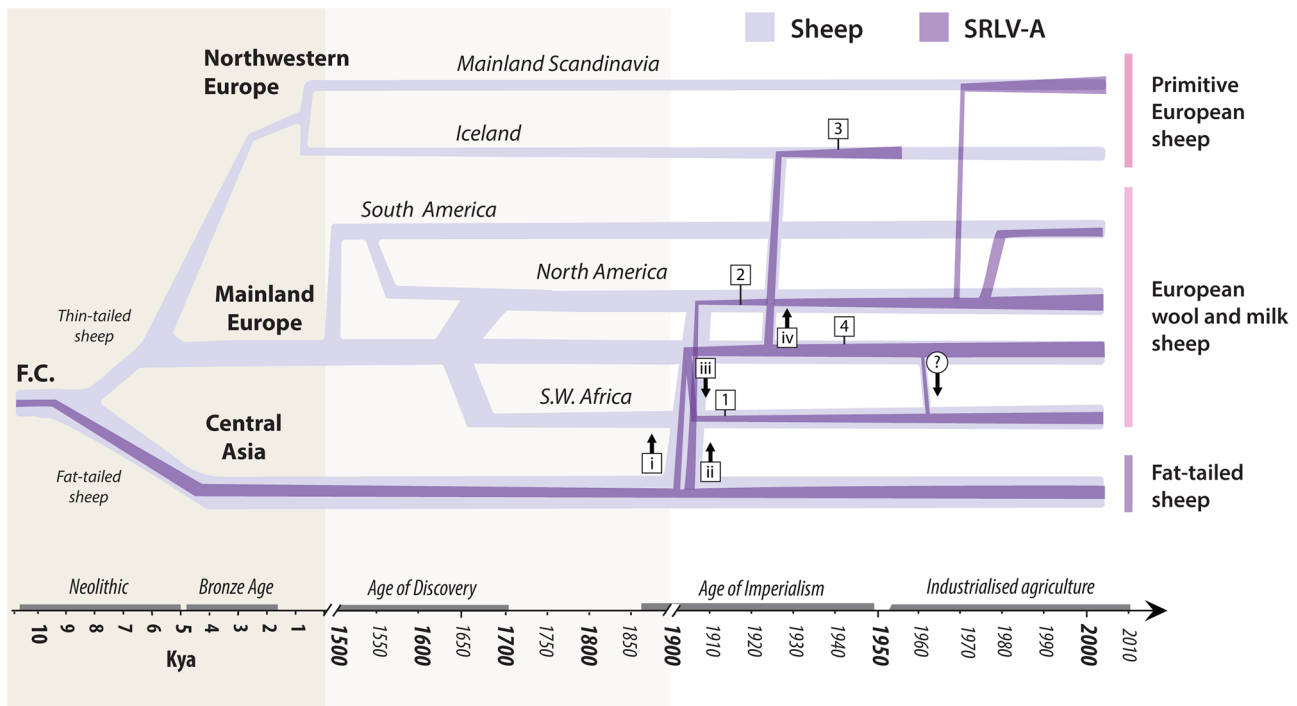 Sheep
SRLV-A
Northwestern
Europe
Mainland Scandinavia
Primitive
European
sheep
Iceland
3
South America
North America
2
Mainland
Europe
Thin-tailed
sheep
European
wool and milk
sheep
iv
4
F.C.
iii
?
S.W. Africa
1
Central
Asia
i
ii
Fat-tailed
sheep
Fat-tailed
sheep
Neolithic
Bronze Age
Age of Discovery
Age of Imperialism
Industrialised agriculture
10 9 8 7 6 5 4 3 2 1 1500 1550 1600 1650 1700 1750 1800 1850 1900 1910 1920 1930 1940 1950 1960 1970 1980 1990 2000 2010
Kya